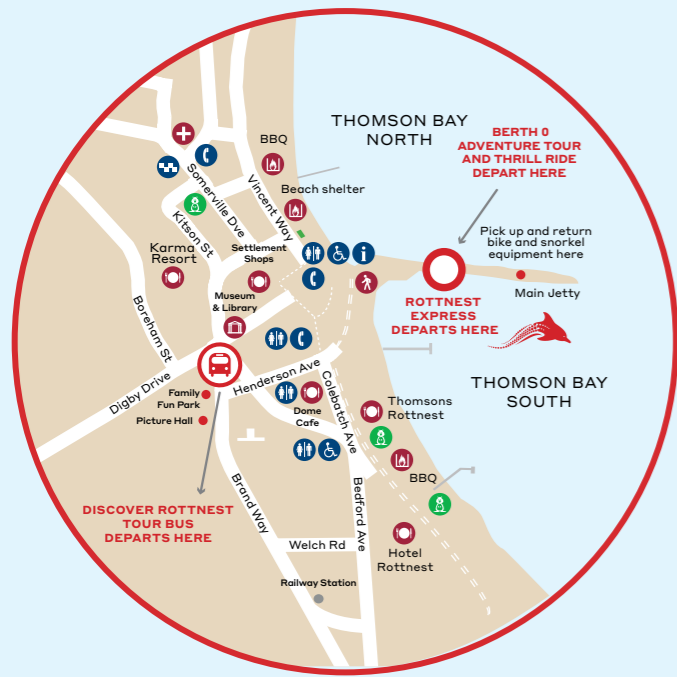 THOMSON BAY
NORTH
BERTH 0
ADVENTURE TOUR
AND THRILL RIDE
DEPART HERE
BBQ
Beach shelter
Somerville Dve
Vincent Way
Kitson St
Pick up and return
bike and snorkel
equipment here
Main Jetty
Karma
Resort
Settlement
Shops
i
Museum
& Library
ROTTNEST
EXPRESS
DEPARTS HERE
Boreham St
Digby Drive
Henderson Ave
THOMSON BAY
SOUTH
Family
Fun Park
Picture Hall
Dome
Cafe
Colebatch Ave
Thomsons
Rottnest
BBQ
DISCOVER ROTTNEST
TOUR BUS
DEPARTS HERE
Brand Way
Bedford Ave
Welch Rd
Hotel
Rottnest
Railway Station